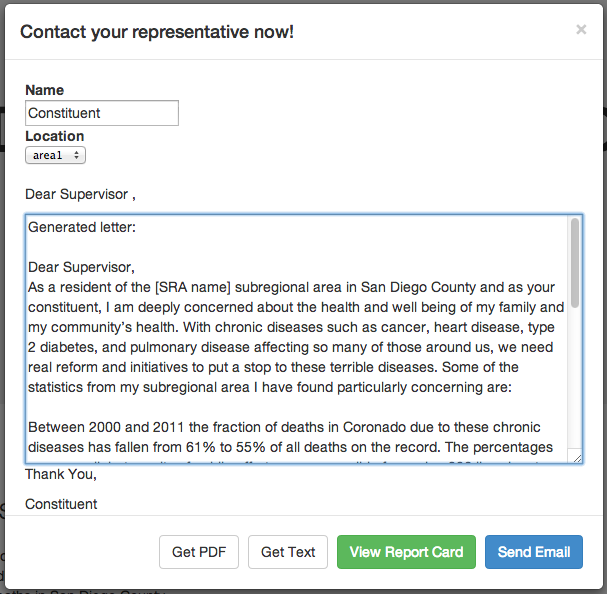 Contact your representative now!
×
Name
Constituent
Location
area1
Dear Supervisor ,
Generated letter:
Dear Supervisor,
As a resident of the [SRA name] subregional area in San Diego County and as your
constituent, I am deeply concerned about the health and well being of my family and
my community's health. With chronic diseases such as cancer, heart disease, type
2 diabetes, and pulmonary disease affecting so many of those around us, we need
real reform and initiatives to put a stop to these terrible diseases. Some of the
statistics from my subregional area I have found particularly concerning are:
Between 2000 and 2011 the fraction of deaths in Coronado due to these chronic
diseases has fallen from 61% to 55% of all deaths on the record. The percentages
Thank You,
Constituent
Get PDF
Get Text
View Report Card
Send Email